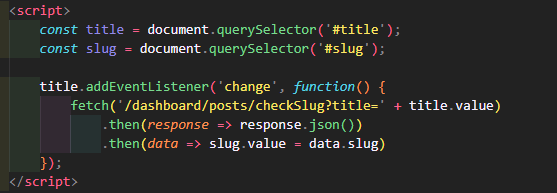 <script>
    const title = document.querySelector('#title');
    const slug = document.querySelector('#slug');

    title.addEventListener('change', function() {
        fetch('/dashboard/posts/checkSlug?title=' + title.value)
            .then(response => response.json())
            .then(data => slug.value = data.slug)
    });
</script>